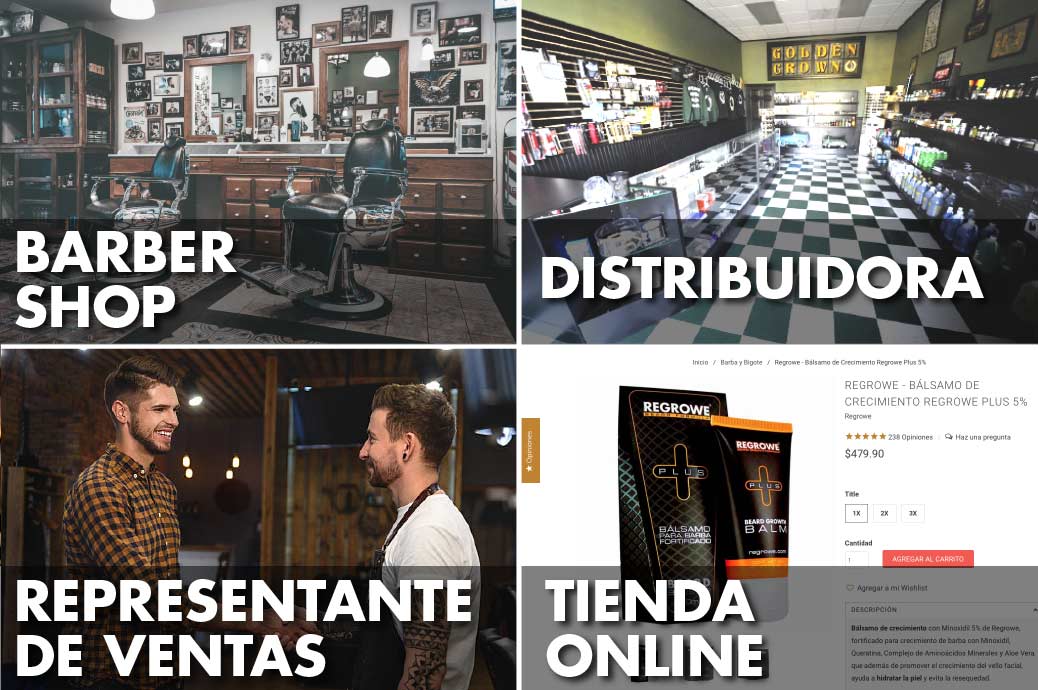 BARBER
SHOP
GOLDEN
CROWN
DISTRIBUIDORA
REPRESENTANTE
DE VENTAS
Inicio / Barba y Bigote / Regrowe - Bálsamo de Crecimiento Regrowe Plus 5%
★ Opiniones
REGROWE
BEARD FORMULA
PLUS
BÁLSAMO
PARA BARBA
FORTIFICADO
REGROWE
PLUS
BEARD GROWTH
BALM
regrowe.com
REGROWE - BÁLSAMO DE
CRECIMIENTO REGROWE PLUS 5%
Regrowe
★★★★★ 238 Opiniones | Haz una pregunta
$479.90
Title
1X 2X 3X
Cantidad
1 AGREGAR AL CARRITO
Agregar a mi Wishlist
DESCRIPCIÓN
Bálsamo de crecimiento con Minoxidil 5% de Regrowe,
fortificado para crecimiento de barba con Minoxidil,
Queratina, Complejo de Aminoácidos Minerales y Aloe Vera
que además de promover el crecimiento del vello facial,
ayuda a hidratar la piel y evita la resequedad.
TIENDA
ONLINE